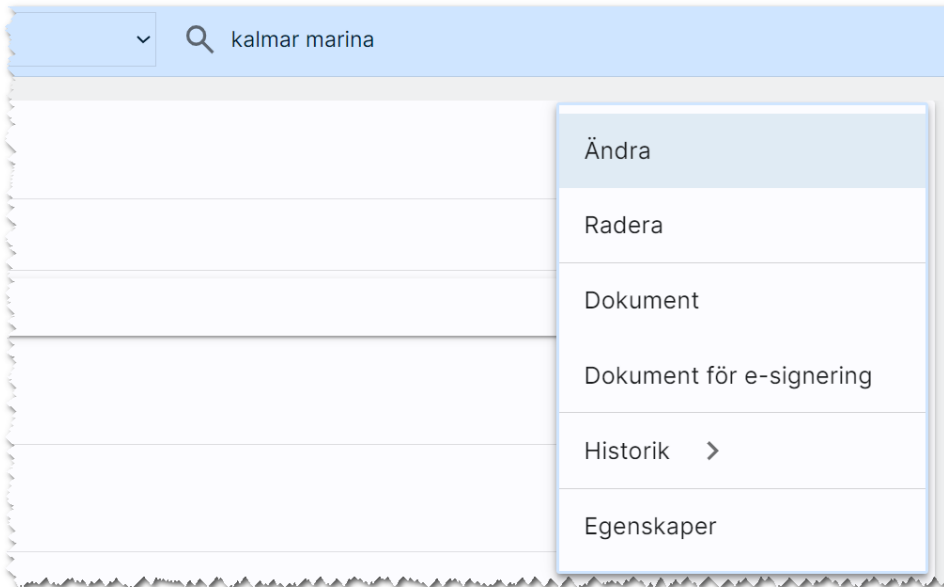 kalmar marina
Ändra
Radera
Dokument
Dokument för e-signering
Historik
Egenskaper